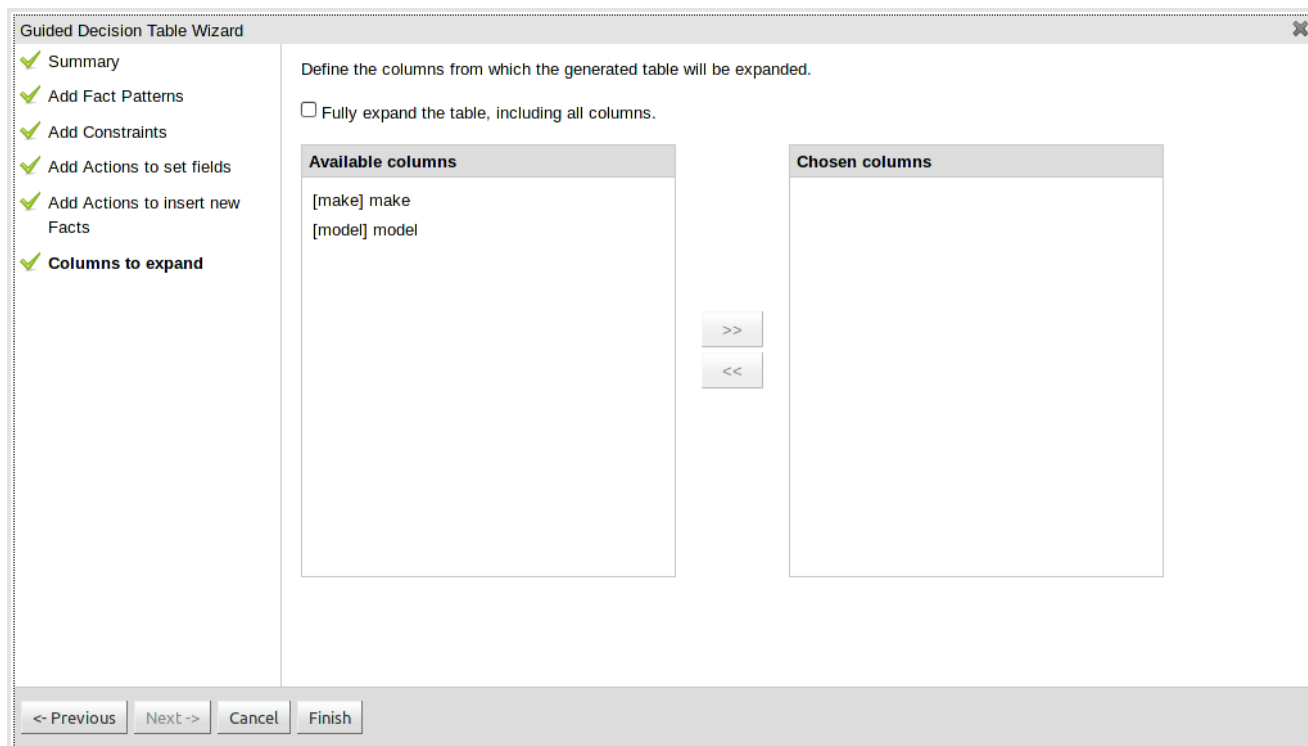 Guided Decision Table Wizard
Summary
Add Fact Patterns
Add Constraints
Add Actions to set fields
Add Actions to insert new
Facts
Columns to expand
Define the columns from which the generated table will be expanded.
Fully expand the table, including all columns.
Available columns
[make] make
[model] model
>>
<<
Chosen columns
<- Previous
Next ->
Cancel
Finish